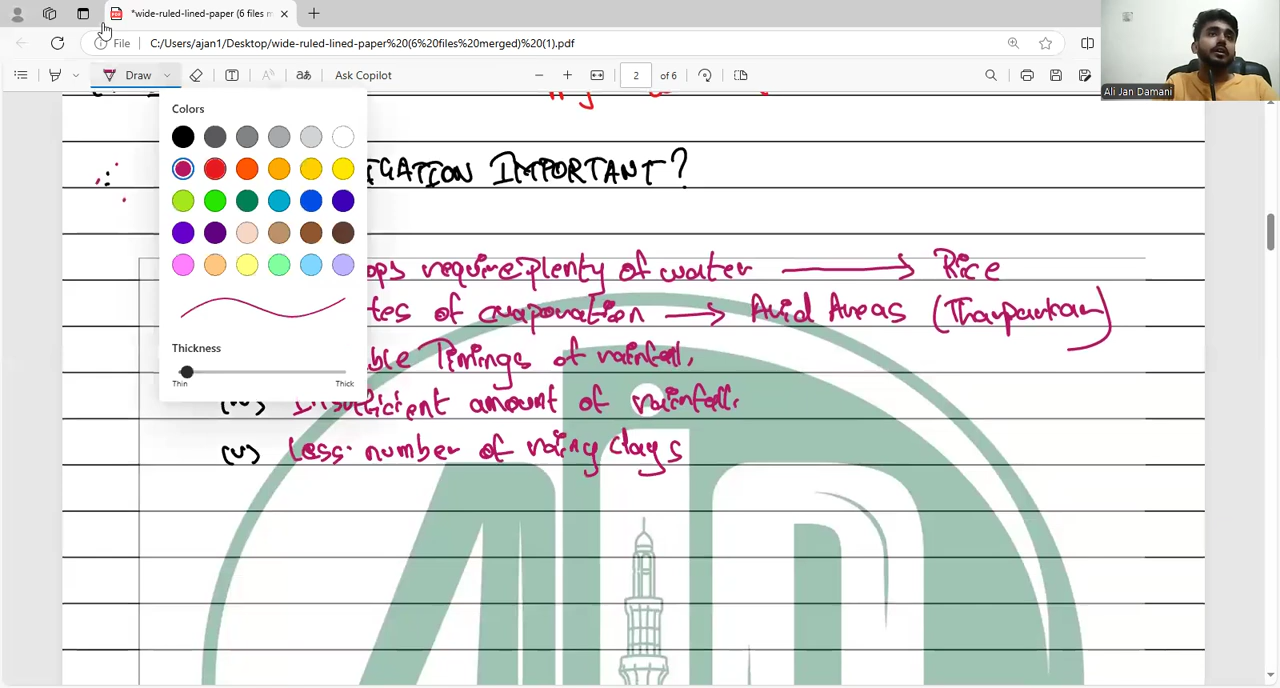 *wide-ruled-lined-paper (6 files m
File
C:/Users/ajan1/Desktop/wide-ruled-lined-paper%20(6%20files%20merged)%20(1).pdf
Draw
Ask Copilot
2 of 6
Ali Jan Damani
Colors
IGATION IMPORTANT?
ops require plenty of water → Rice
tes of evaporation → Arid Areas (Tharparkar)
ble Timings of rainfall.
Thickness
Thin Thick
Insufficient amount of rainfall.
(v) Less number of rainy days